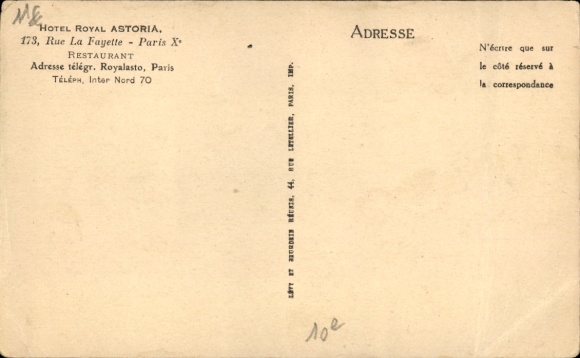 HOTEL ROYAL ASTORIA,
173, Rue La Fayette - Paris Xe
RESTAURANT
Adresse télégr. Royalasto, Paris
TÉLÉPH. Inter Nord 70
ADRESSE
N'écrire que sur
le côté réservé à
la correspondance
LÉVY ET NEURDEIN RÉUNIS, 44, RUE LETELLIER, PARIS, IMP.
10e